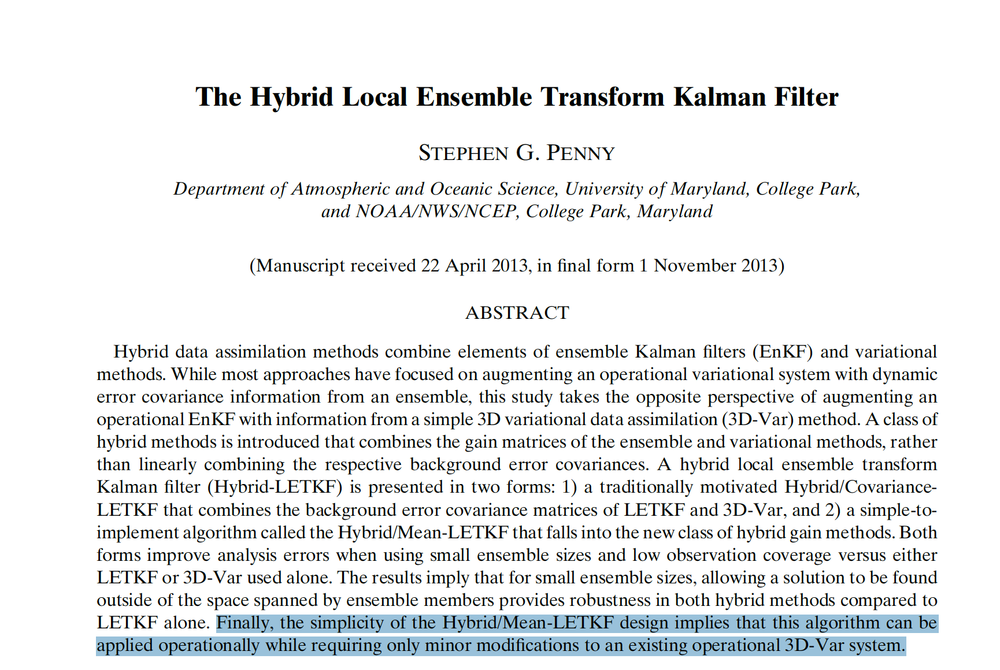 The Hybrid Local Ensemble Transform Kalman Filter
STEPHEN G. PENNY
Department of Atmospheric and Oceanic Science, University of Maryland, College Park,
and NOAA/NWS/NCEP, College Park, Maryland
(Manuscript received 22 April 2013, in final form 1 November 2013)
ABSTRACT
Hybrid data assimilation methods combine elements of ensemble Kalman filters (EnKF) and variational
methods. While most approaches have focused on augmenting an operational variational system with dynamic
error covariance information from an ensemble, this study takes the opposite perspective of augmenting an
operational EnKF with information from a simple 3D variational data assimilation (3D-Var) method. A class of
hybrid methods is introduced that combines the gain matrices of the ensemble and variational methods, rather
than linearly combining the respective background error covariances. A hybrid local ensemble transform
Kalman filter (Hybrid-LETKF) is presented in two forms: 1) a traditionally motivated Hybrid/Covariance-
LETKF that combines the background error covariance matrices of LETKF and 3D-Var, and 2) a simple-to-
implement algorithm called the Hybrid/Mean-LETKF that falls into the new class of hybrid gain methods. Both
forms improve analysis errors when using small ensemble sizes and low observation coverage versus either
LETKF or 3D-Var used alone. The results imply that for small ensemble sizes, allowing a solution to be found
outside of the space spanned by ensemble members provides robustness in both hybrid methods compared to
LETKF alone. Finally, the simplicity of the Hybrid/Mean-LETKF design implies that this algorithm can be
applied operationally while requiring only minor modifications to an existing operational 3D-Var system.